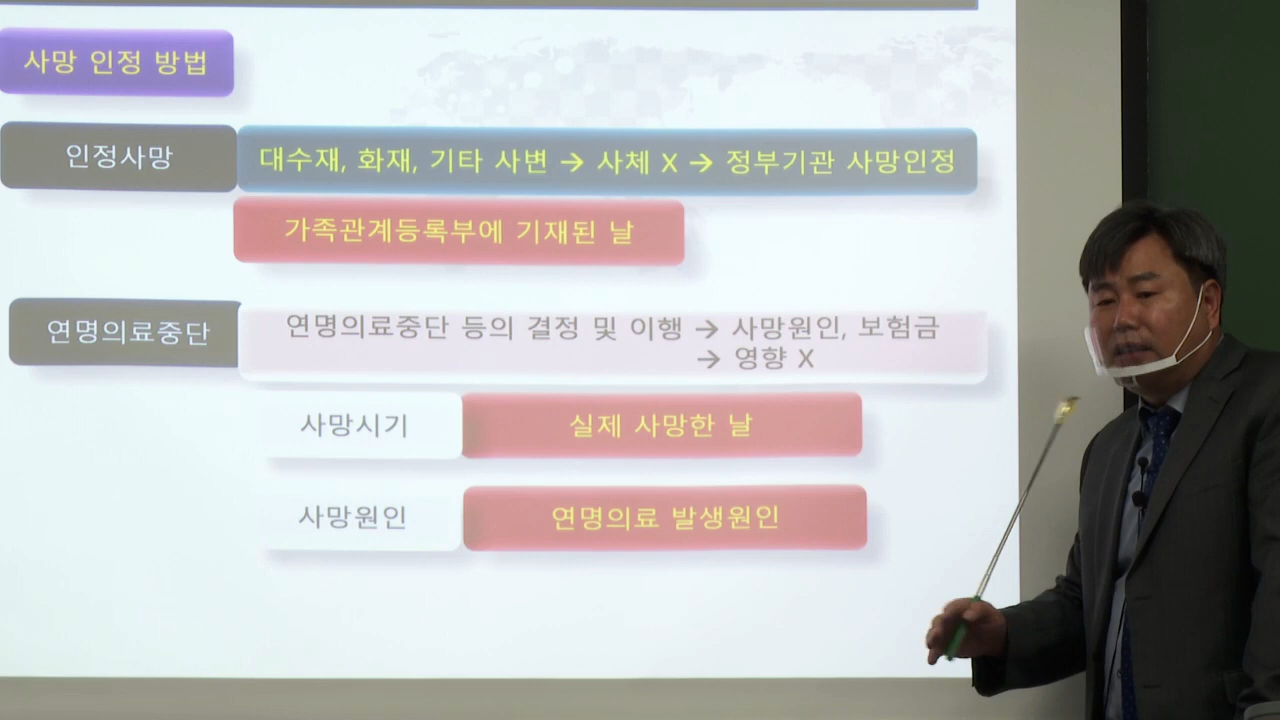 사망 인정 방법
인정사망
대수재, 화재, 기타 사변 → 사체 X → 정부기관 사망인정
가족관계등록부에 기재된 날
연명의료중단
연명의료중단 등의 결정 및 이행 → 사망원인, 보험금
→ 영향 X
사망시기
실제 사망한 날
사망원인
연명의료 발생원인